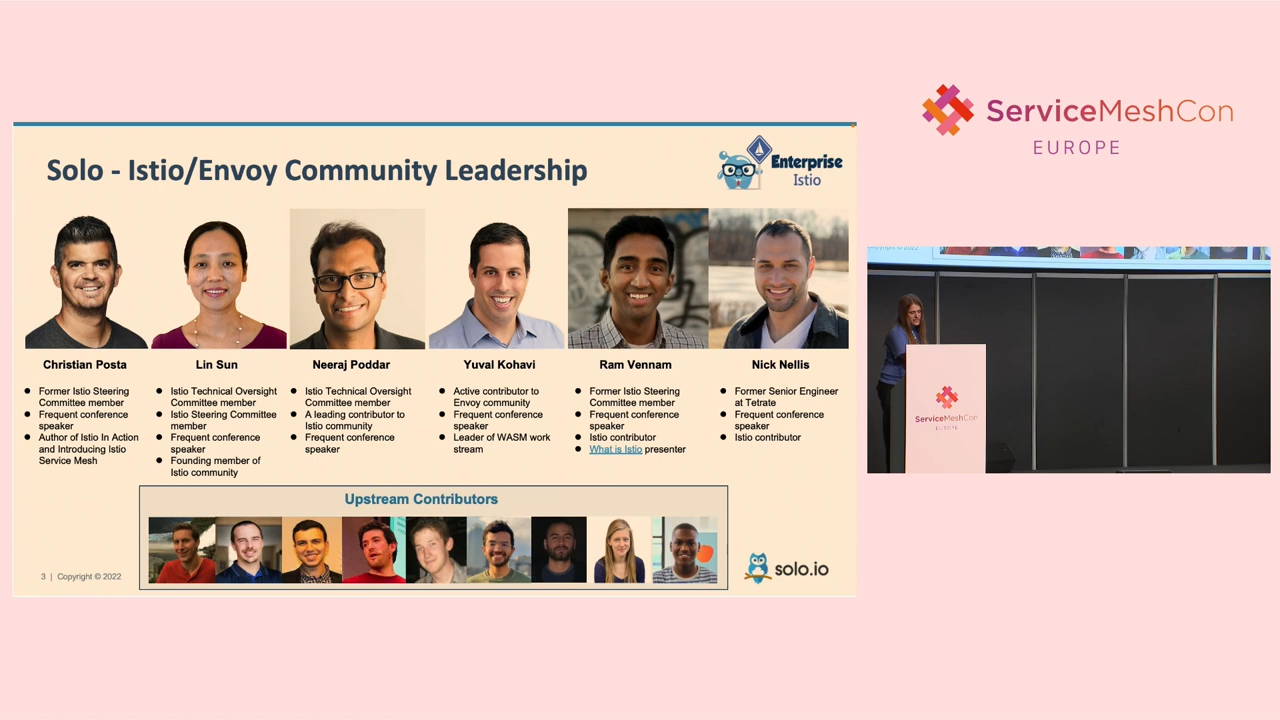 ServiceMeshCon
EUROPE
Solo - Istio/Envoy Community Leadership
Enterprise
Istio
Christian Posta
● Former Istio Steering
Committee member
● Frequent conference
speaker
● Author of Istio In Action
and Introducing Istio
Service Mesh
Lin Sun
● Istio Technical Oversight
Committee member
● Istio Steering Committee
member
● Frequent conference
speaker
● Founding member of
Istio community
Neeraj Poddar
● Istio Technical Oversight
Committee member
● A leading contributor to
Istio community
● Frequent conference
speaker
Yuval Kohavi
● Active contributor to
Envoy community
● Frequent conference
speaker
● Leader of WASM work
stream
Ram Vennam
● Former Istio Steering
Committee member
● Frequent conference
speaker
● Istio contributor
● What is Istio presenter
Nick Nellis
● Former Senior Engineer
at Tetrate
● Frequent conference
speaker
● Istio contributor
Upstream Contributors
3 | Copyright © 2022
solo.io
Copyright © 2022
ServiceMeshCon
EUROPE